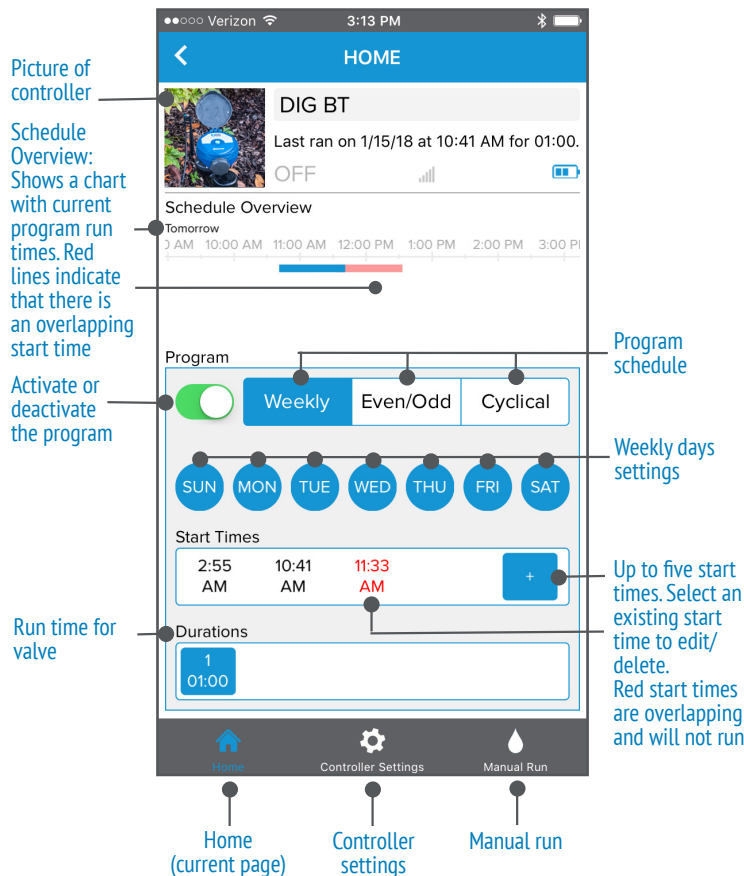 Verizon 3:13 PM
HOME
Picture of
controller
DIG BT
Last ran on 1/15/18 at 10:41 AM for 01:00.
OFF
Schedule
Overview:
Shows a chart
with current
program run
times. Red
lines indicate
that there is
an overlapping
start time
Schedule Overview
Tomorrow
0 AM 10:00 AM 11:00 AM 12:00 PM 1:00 PM 2:00 PM 3:00 P
Program
Program
schedule
Activate or
deactivate
the program
Weekly Even/Odd Cyclical
Weekly days
settings
SUN MON TUE WED THU FRI SAT
Start Times
2:55 10:41 11:33
AM AM AM
+
Up to five start
times. Select an
existing start
time to edit/
delete.
Red start times
are overlapping
and will not run
Run time for
valve
Durations
1
01:00
Home Controller Settings Manual Run
Home
(current page)
Controller
settings
Manual run